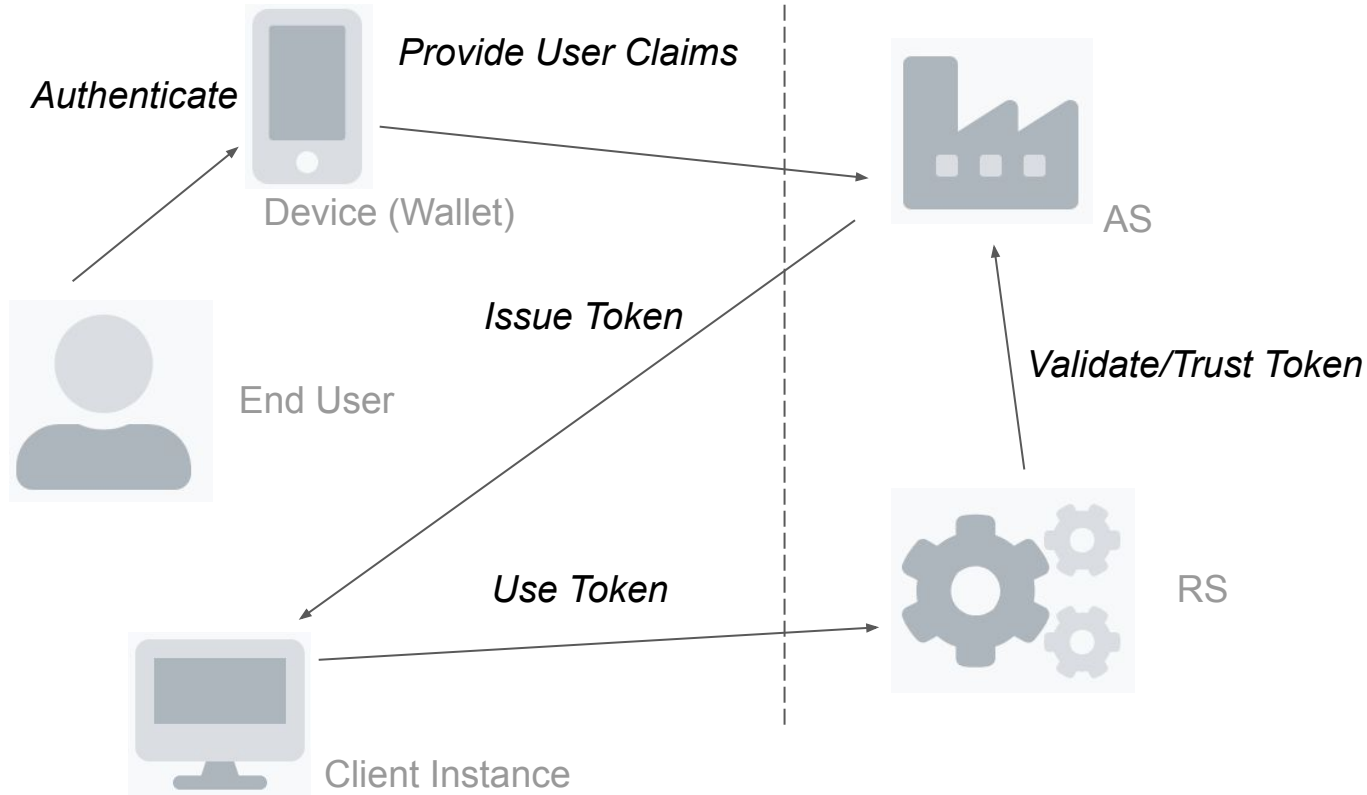 Provide User Claims
Authenticate
Device (Wallet)
AS
Issue Token
Validate/Trust Token
End User
Use Token
RS
Client Instance